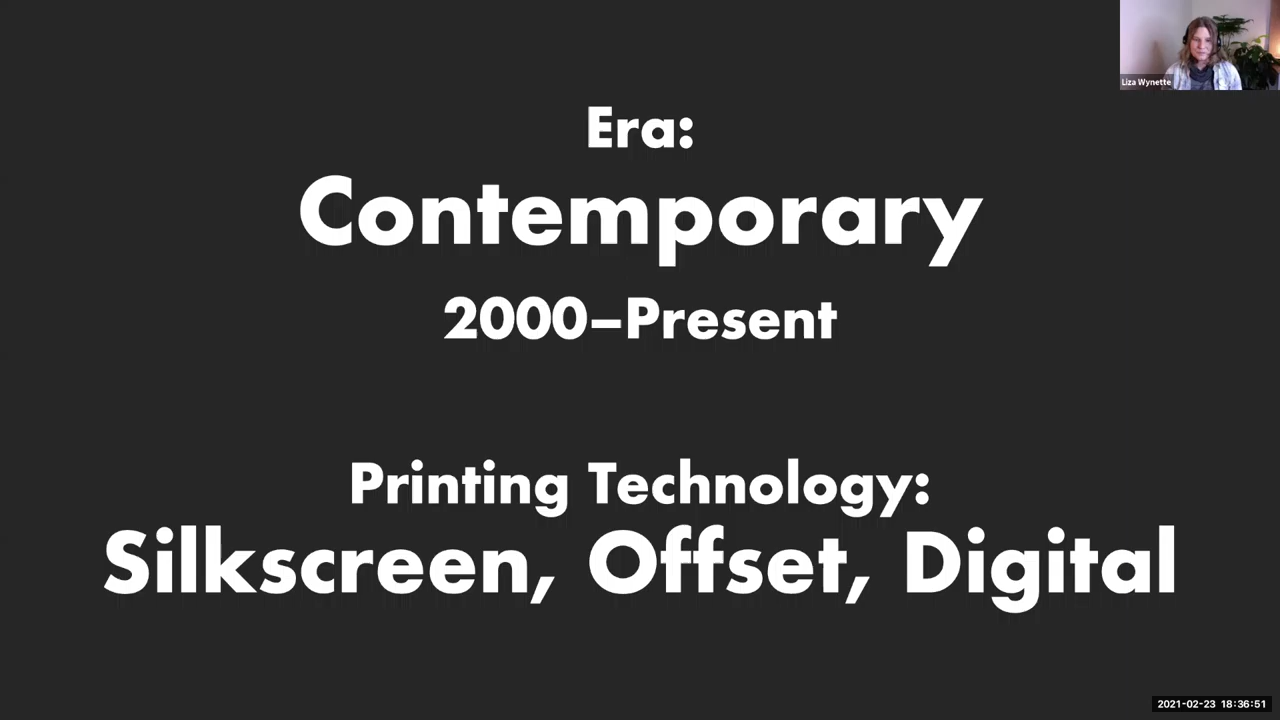 Liza Wynette
Era:
Contemporary
2000–Present
Printing Technology:
Silkscreen, Offset, Digital
2021-02-23 18:36:51